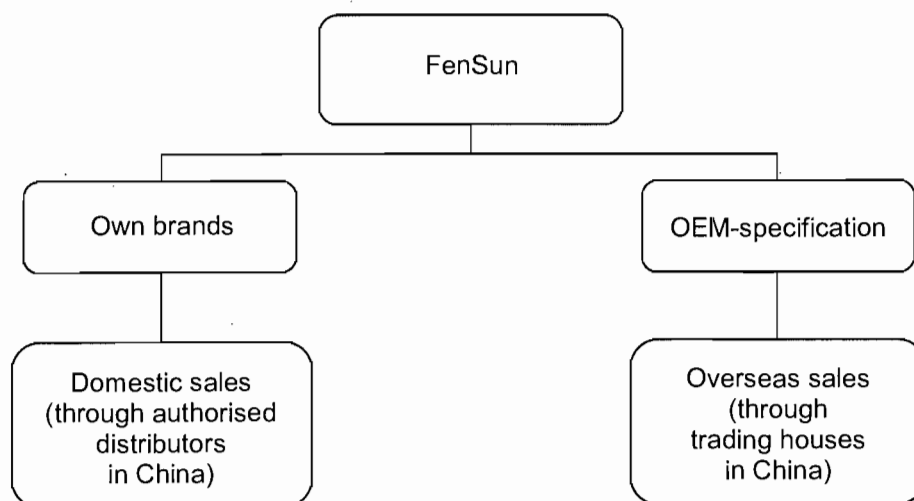 FenSun
Own brands
OEM-specification
Domestic sales
(through authorised
distributors
in China)
Overseas sales
(through
trading houses
in China)